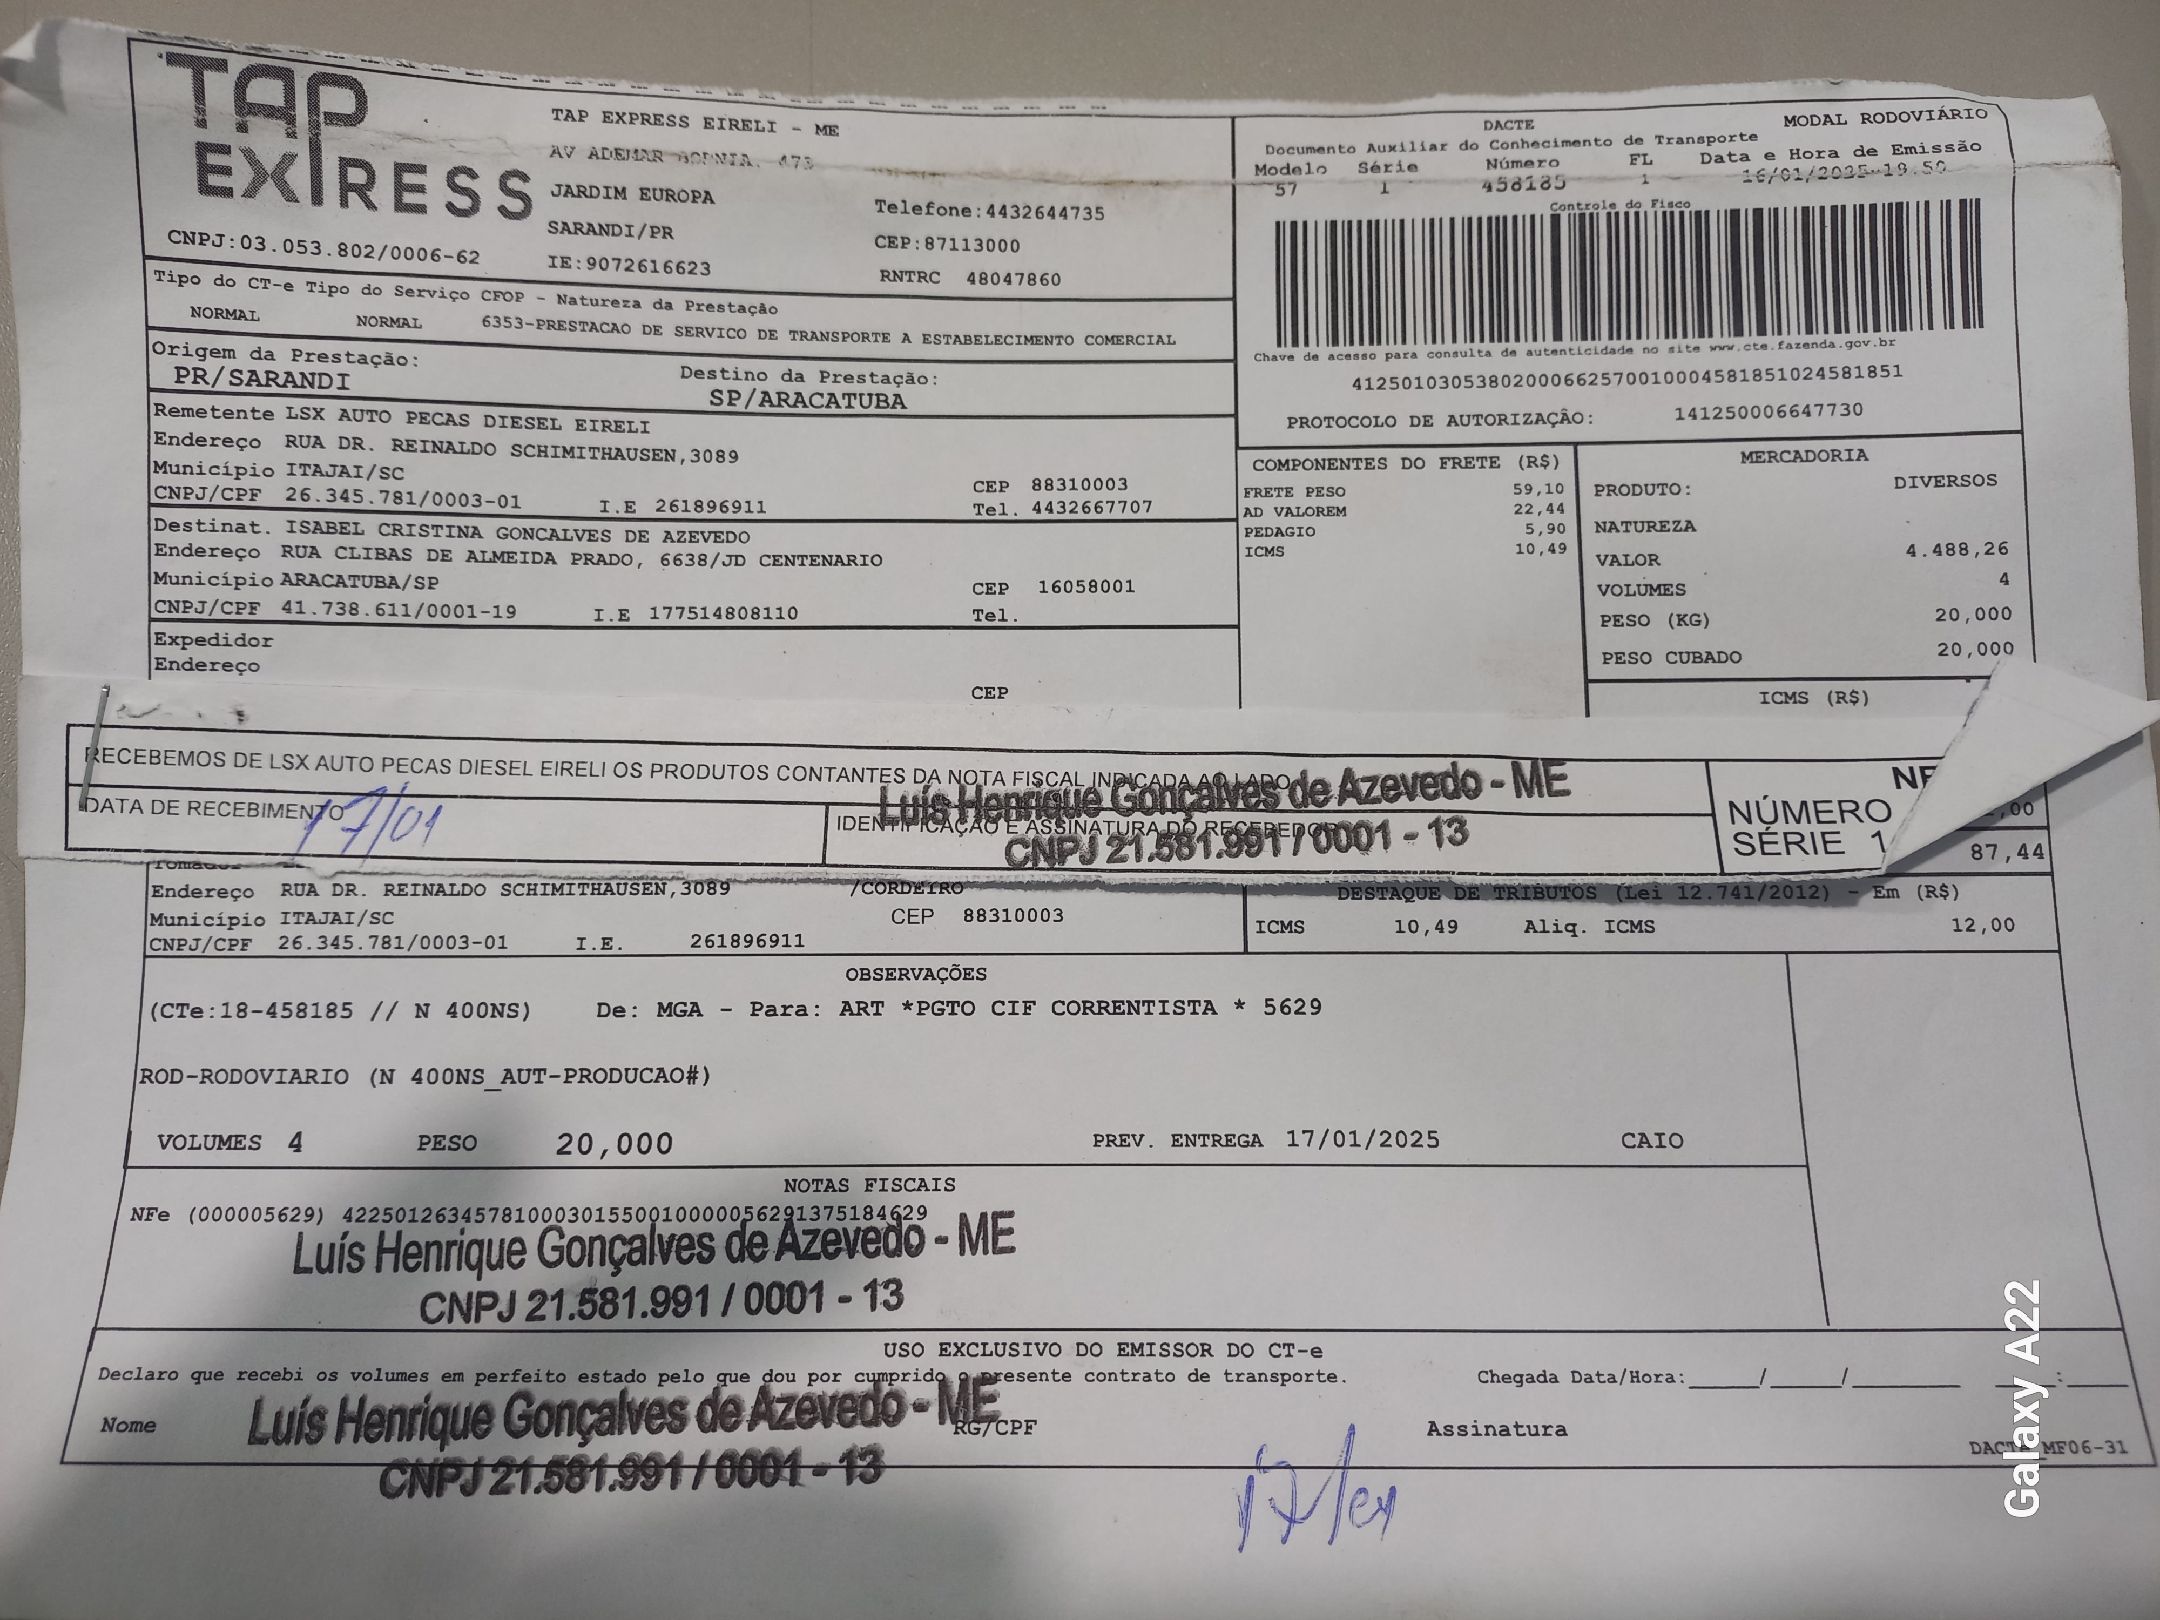 TAP
EXPRESS
CNPJ:03.053.802/0006-62
TAP EXPRESS EIRELI - ME
AV ADEMAR 473
JARDIM EUROPA
SARANDI/PR
IE:9072616623
Telefone:4432644735
CEP:87113000
RNTRC 48047860
DACTE
MODAL RODOVIÁRIO
Documento Auxiliar do Conhecimento de Transporte
Modelo Série Número FL Data e Hora de Emissão
57 1 458185 1 16/01/2025-19:50
Controle do Fisco
Chave de acesso para consulta de autenticidade no site www.cte.fazenda.gov.br
41250103053802000662570010004581851024581851
PROTOCOLO DE AUTORIZAÇÃO: 141250006647730
Tipo do CT-e Tipo do Serviço CFOP - Natureza da Prestação
NORMAL NORMAL 6353-PRESTACAO DE SERVICO DE TRANSPORTE A ESTABELECIMENTO COMERCIAL
Origem da Prestação:
PR/SARANDI
Destino da Prestação:
SP/ARACATUBA
Remetente LSX AUTO PECAS DIESEL EIRELI
Endereço RUA DR. REINALDO SCHIMITHAUSEN,3089
Município ITAJAI/SC CEP 88310003
CNPJ/CPF 26.345.781/0003-01 I.E 261896911 Tel. 4432667707
Destinat. ISABEL CRISTINA GONCALVES DE AZEVEDO
Endereço RUA CLIBAS DE ALMEIDA PRADO, 6638/JD CENTENARIO
Município ARACATUBA/SP CEP 16058001
CNPJ/CPF 41.738.611/0001-19 I.E 177514808110 Tel.
Expedidor
Endereço
CEP
COMPONENTES DO FRETE (R$)
FRETE PESO 59,10
AD VALOREM 22,44
PEDAGIO 5,90
ICMS 10,49
MERCADORIA
PRODUTO: DIVERSOS
NATUREZA
VALOR 4.488,26
VOLUMES 4
PESO (KG) 20,000
PESO CUBADO 20,000
ICMS (R$)
RECEBEMOS DE LSX AUTO PECAS DIESEL EIRELI OS PRODUTOS CONTANTES DA NOTA FISCAL INDICADA AO LADO
DATA DE RECEBIMENTO
17/01
IDENTIFICAÇÃO E ASSINATURA DO RECEBEDOR
Luís Henrique Gonçalves de Azevedo - ME
CNPJ 21.581.991 / 0001 - 13
NÚMERO
SÉRIE 1
,00
87,44
Endereço RUA DR. REINALDO SCHIMITHAUSEN,3089 /CORDEIRO
Município ITAJAI/SC CEP 88310003
CNPJ/CPF 26.345.781/0003-01 I.E. 261896911
DESTAQUE DE TRIBUTOS (Lei 12.741/2012) - Em (R$)
ICMS 10,49 Aliq. ICMS 12,00
OBSERVAÇÕES
(CTe:18-458185 // N 400NS) De: MGA - Para: ART *PGTO CIF CORRENTISTA * 5629
ROD-RODOVIARIO (N 400NS_AUT-PRODUCAO#)
VOLUMES 4 PESO 20,000 PREV. ENTREGA 17/01/2025 CAIO
NOTAS FISCAIS
NFe (000005629) 42250126345781000301550010000056291375184629
Luís Henrique Gonçalves de Azevedo - ME
CNPJ 21.581.991 / 0001 - 13
USO EXCLUSIVO DO EMISSOR DO CT-e
Declaro que recebi os volumes em perfeito estado pelo que dou por cumprido o presente contrato de transporte.
Chegada Data/Hora:____/____/______ ___:____
Nome
Luís Henrique Gonçalves de Azevedo - ME
CNPJ 21.581.991 / 0001 - 13
RG/CPF
Assinatura
DACTE MF06-31
Galaxy A22